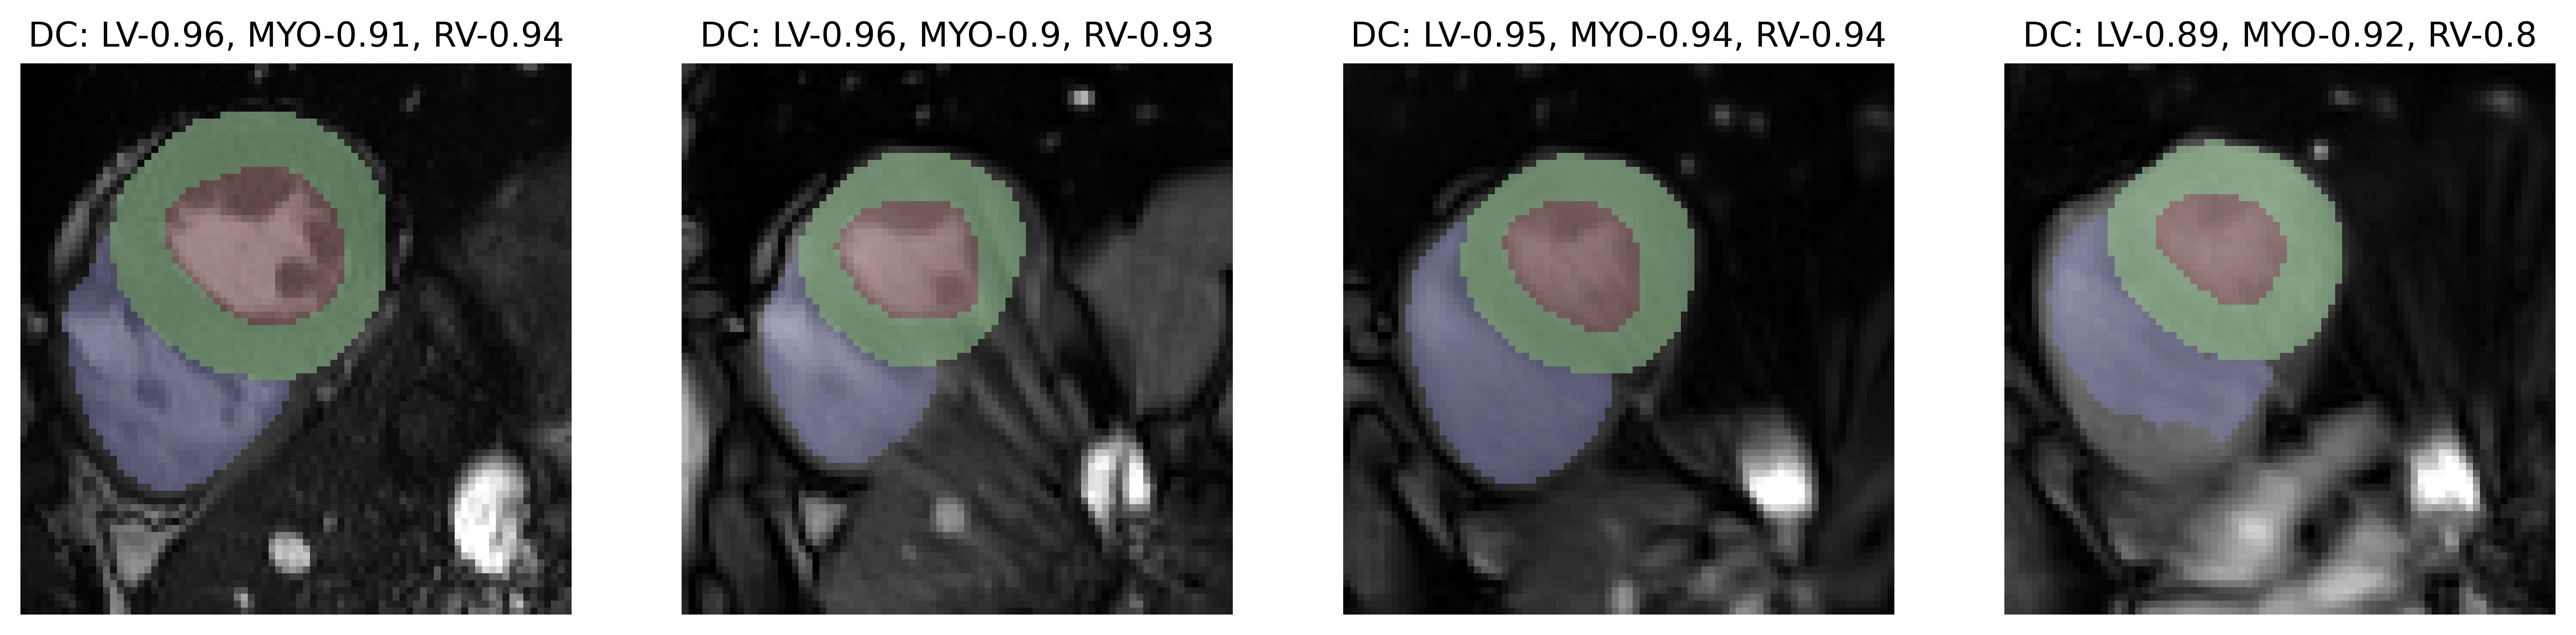 DC: LV-0.96, MYO-0.91, RV-0.94
DC: LV-0.96, MYO-0.9, RV-0.93
DC: LV-0.95, MYO-0.94, RV-0.94
DC: LV-0.89, MYO-0.92, RV-0.8